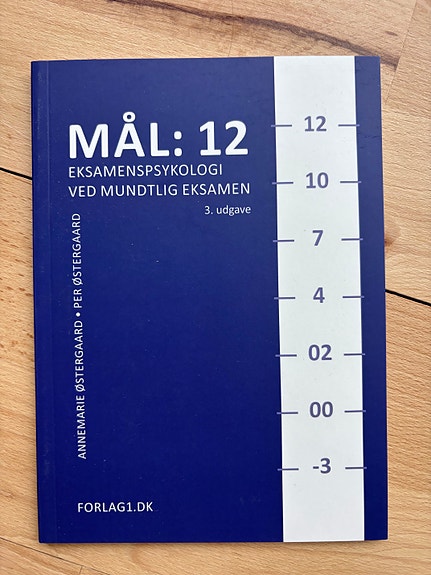 MÅL: 12
EKSAMENSPSYKOLOGI
VED MUNDTLIG EKSAMEN
3. udgave
ANNEMARIE ØSTERGAARD • PER ØSTERGAARD
FORLAG1.DK
12
10
7
4
02
00
-3